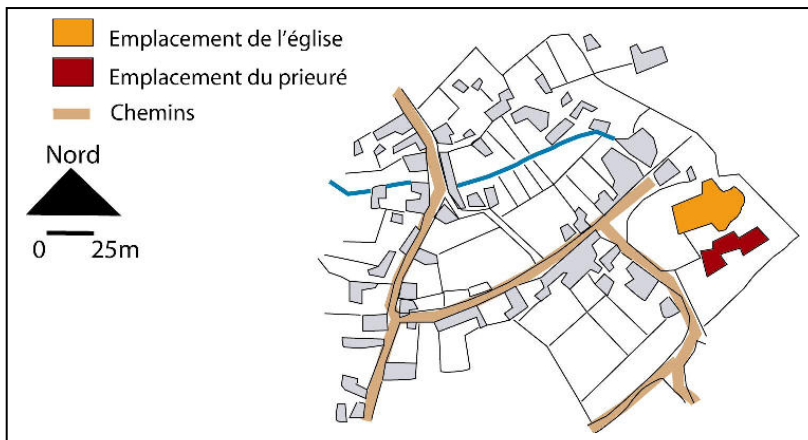 Emplacement de l'église
Emplacement du prieuré
Chemins
Nord
0 25m